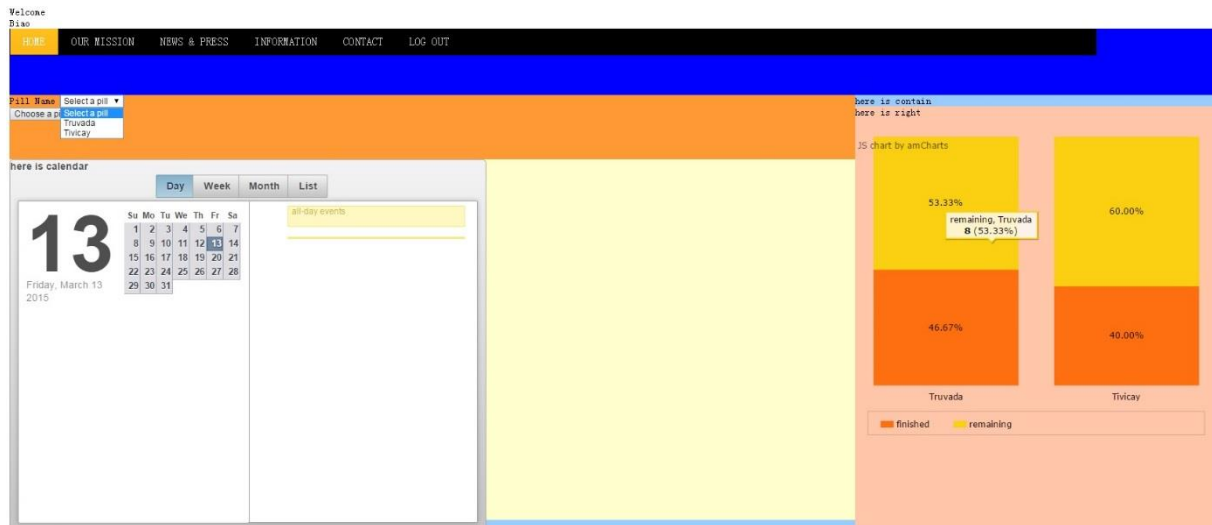 Welcome
Biao
HOME OUR MISSION NEWS & PRESS INFORMATION CONTACT LOG OUT
Pill Name Select a pill
Choose a p
Select a pill
Truvada
Tivicay
here is contain
here is right
here is calendar
Day Week Month List
13
Friday, March 13
2015
Su Mo Tu We Th Fr Sa
1 2 3 4 5 6 7
8 9 10 11 12 13 14
15 16 17 18 19 20 21
22 23 24 25 26 27 28
29 30 31
all-day events
JS chart by amCharts
53.33%
remaining, Truvada
8 (53.33%)
60.00%
46.67%
40.00%
Truvada Tivicay
finished remaining